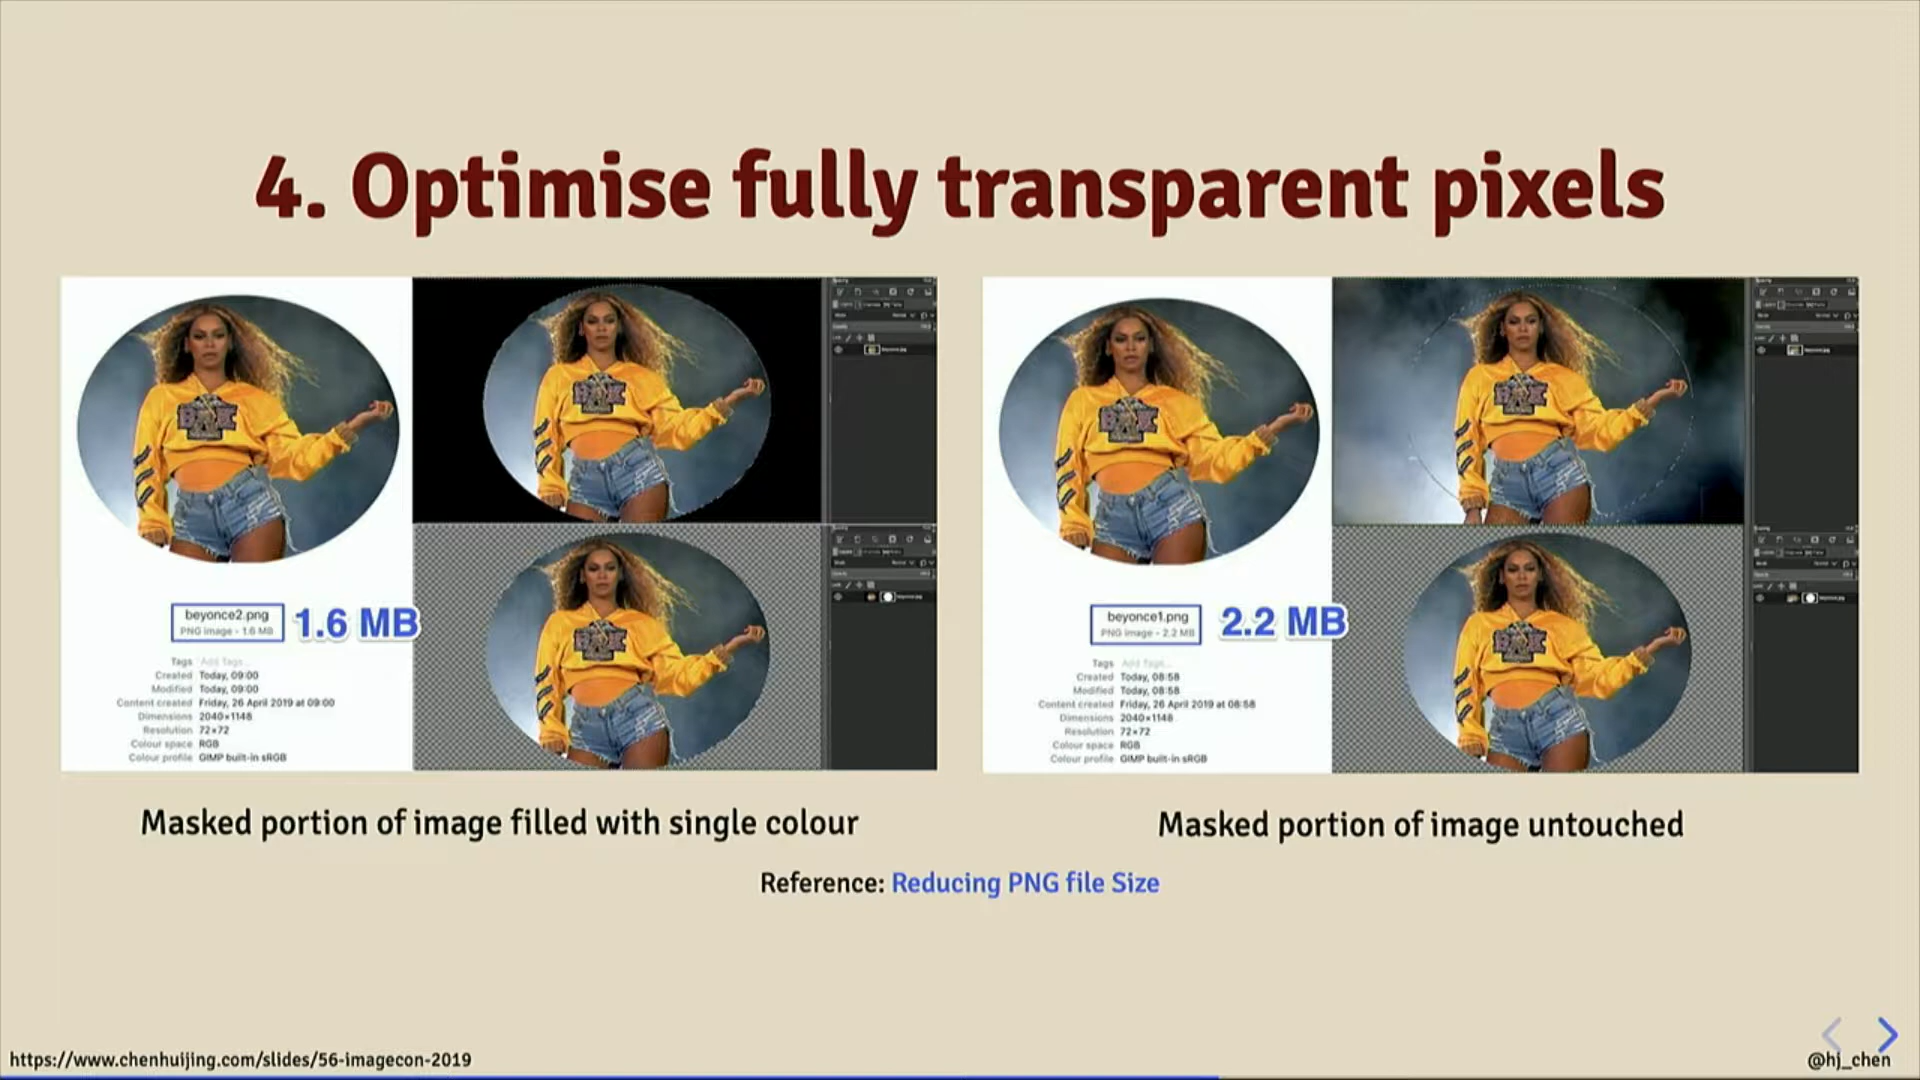 4. Optimise fully transparent pixels
beyonce2.png
PNG image - 1.6 MB
1.6 MB
Tags Add Tags...
Created Today, 09:00
Modified Today, 09:00
Content created Friday, 26 April 2019 at 09:00
Dimensions 2040×1148
Resolution 72×72
Colour space RGB
Colour profile GIMP built-in sRGB
beyonce1.png
PNG image - 2.2 MB
2.2 MB
Tags Add Tags...
Created Today, 08:58
Modified Today, 08:58
Content created Friday, 26 April 2019 at 08:58
Dimensions 2040×1148
Resolution 72×72
Colour space RGB
Colour profile GIMP built-in sRGB
Masked portion of image filled with single colour
Masked portion of image untouched
Reference: Reducing PNG file Size
https://www.chenhuijing.com/slides/56-imagecon-2019
@hj_chen